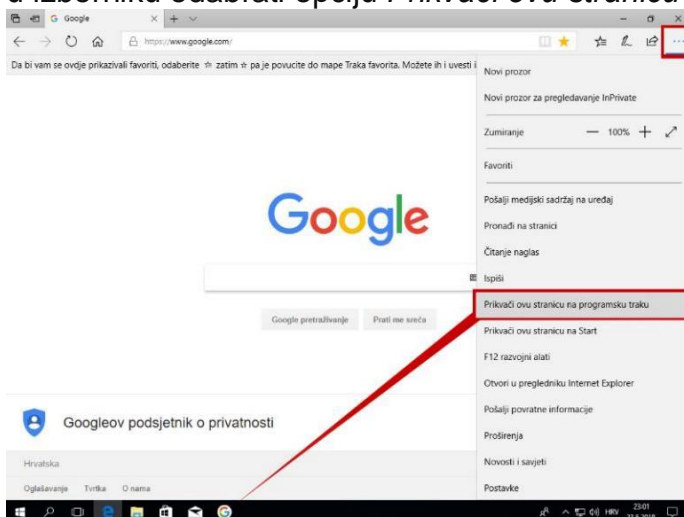 u izborniku odabrati opciju Prikvači ovu stranicu
Google
https://www.google.com/
Da bi vam se ovdje prikazivali favoriti, odaberite zatim pa je povucite do mape Traka favorita. Možete ih i uvesti i
Novi prozor
Novi prozor za pregledavanje InPrivate
Zumiranje 100%
Favoriti
Pošalji medijski sadržaj na uređaj
Pronađi na stranici
Čitanje naglas
Ispiši
Prikvači ovu stranicu na programsku traku
Prikvači ovu stranicu na Start
F12 razvojni alati
Otvori u pregledniku Internet Explorer
Pošalji povratne informacije
Proširenja
Novosti i savjeti
Postavke
Google
Google pretraživanje Prati me sreća
Googleov podsjetnik o privatnosti
Hrvatska
Oglašavanje Tvrtka O nama
HRV 23:01